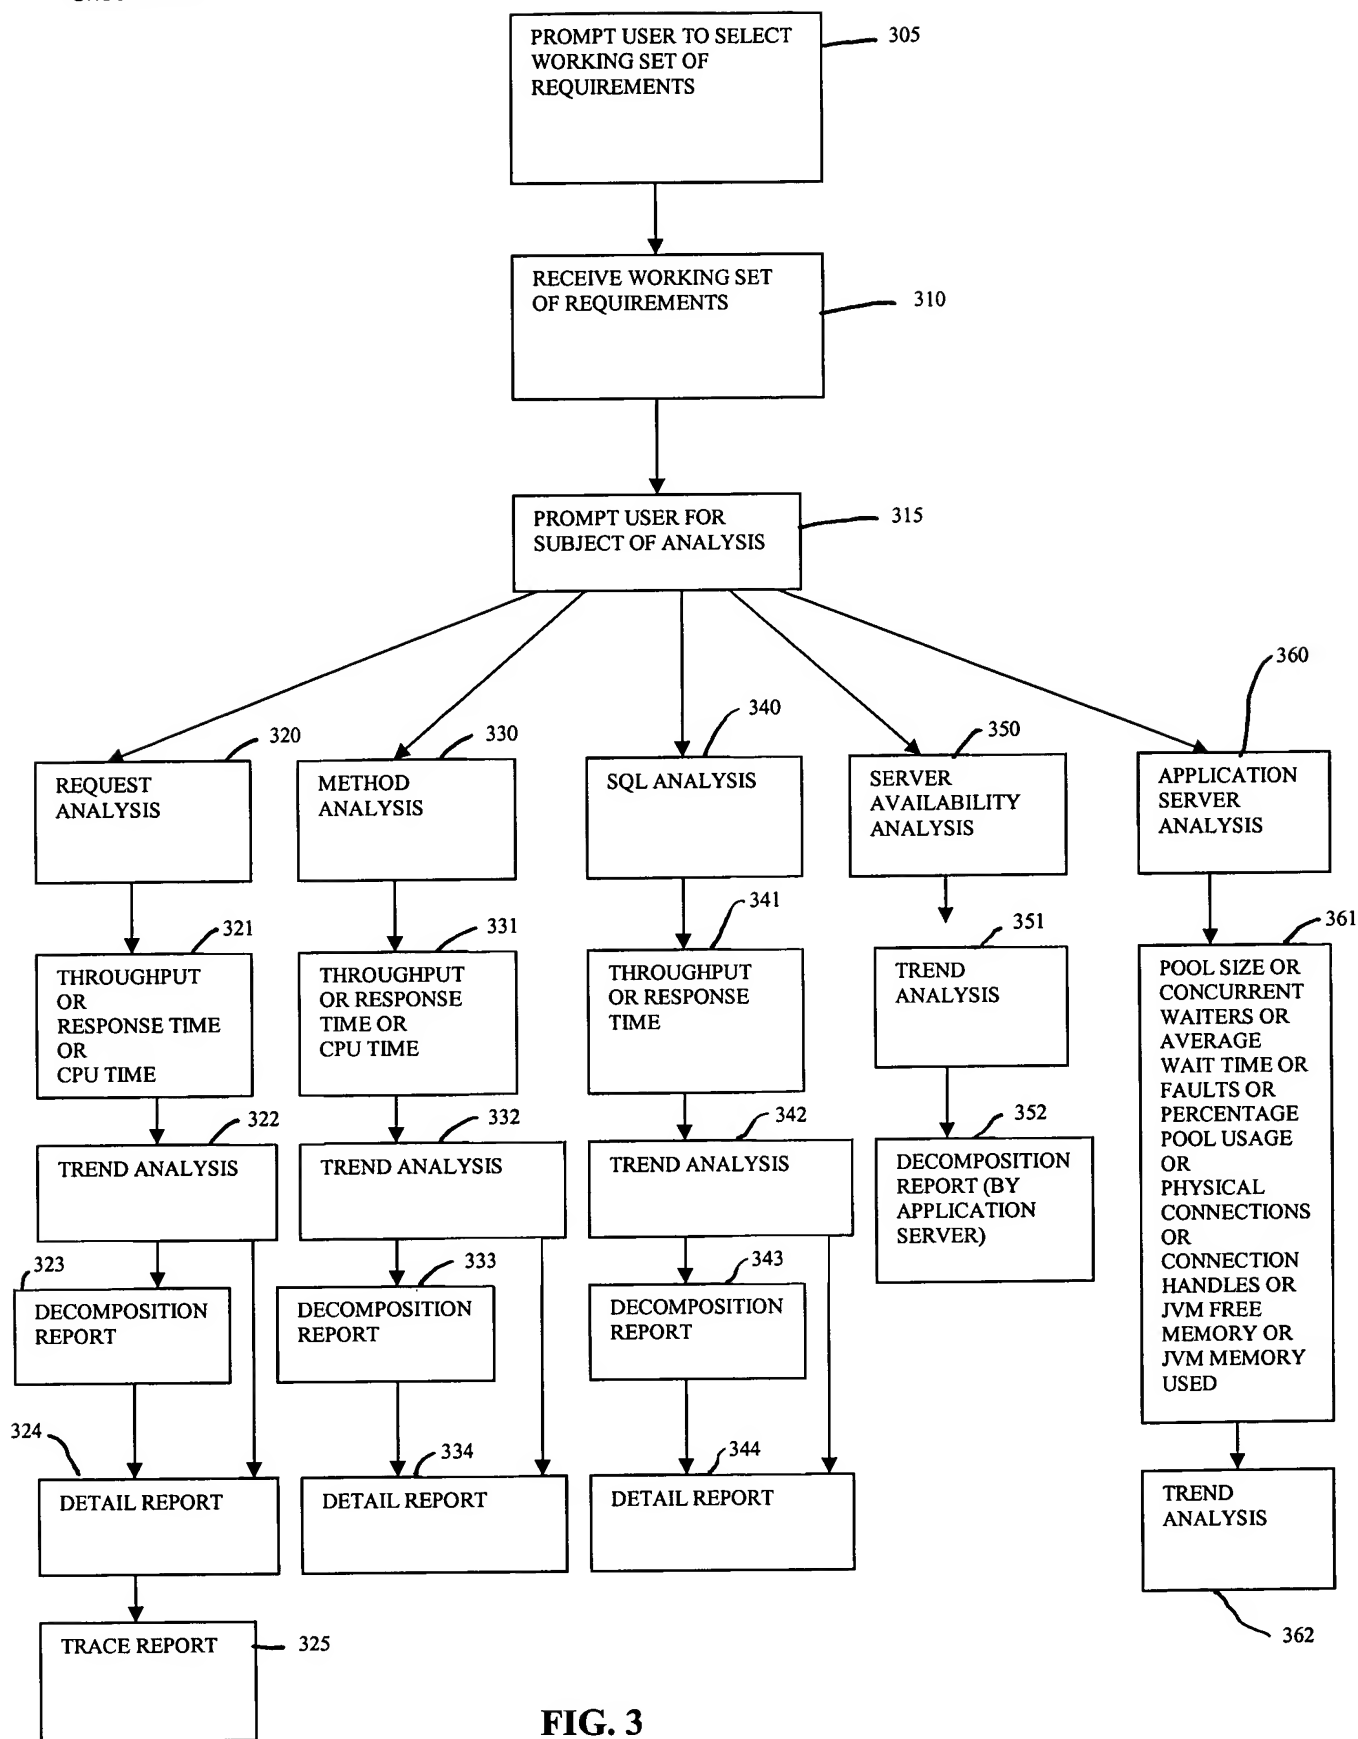 PROMPT USER TO SELECT
WORKING SET OF
REQUIREMENTS
305
RECEIVE WORKING SET
OF REQUIREMENTS
310
PROMPT USER FOR
SUBJECT OF ANALYSIS
315
320
REQUEST
ANALYSIS
330
METHOD
ANALYSIS
340
SQL ANALYSIS
350
SERVER
AVAILABILITY
ANALYSIS
360
APPLICATION
SERVER
ANALYSIS
321
THROUGHPUT
OR
RESPONSE TIME
OR
CPU TIME
331
THROUGHPUT
OR RESPONSE
TIME OR
CPU TIME
341
THROUGHPUT
OR RESPONSE
TIME
351
TREND
ANALYSIS
361
POOL SIZE OR
CONCURRENT
WAITERS OR
AVERAGE
WAIT TIME OR
FAULTS OR
PERCENTAGE
POOL USAGE
OR
PHYSICAL
CONNECTIONS
OR
CONNECTION
HANDLES OR
JVM FREE
MEMORY OR
JVM MEMORY
USED
322
TREND ANALYSIS
332
TREND ANALYSIS
342
TREND ANALYSIS
352
DECOMPOSITION
REPORT (BY
APPLICATION
SERVER)
323
DECOMPOSITION
REPORT
333
DECOMPOSITION
REPORT
343
DECOMPOSITION
REPORT
324
DETAIL REPORT
334
DETAIL REPORT
344
DETAIL REPORT
TREND
ANALYSIS
362
TRACE REPORT
325
FIG. 3